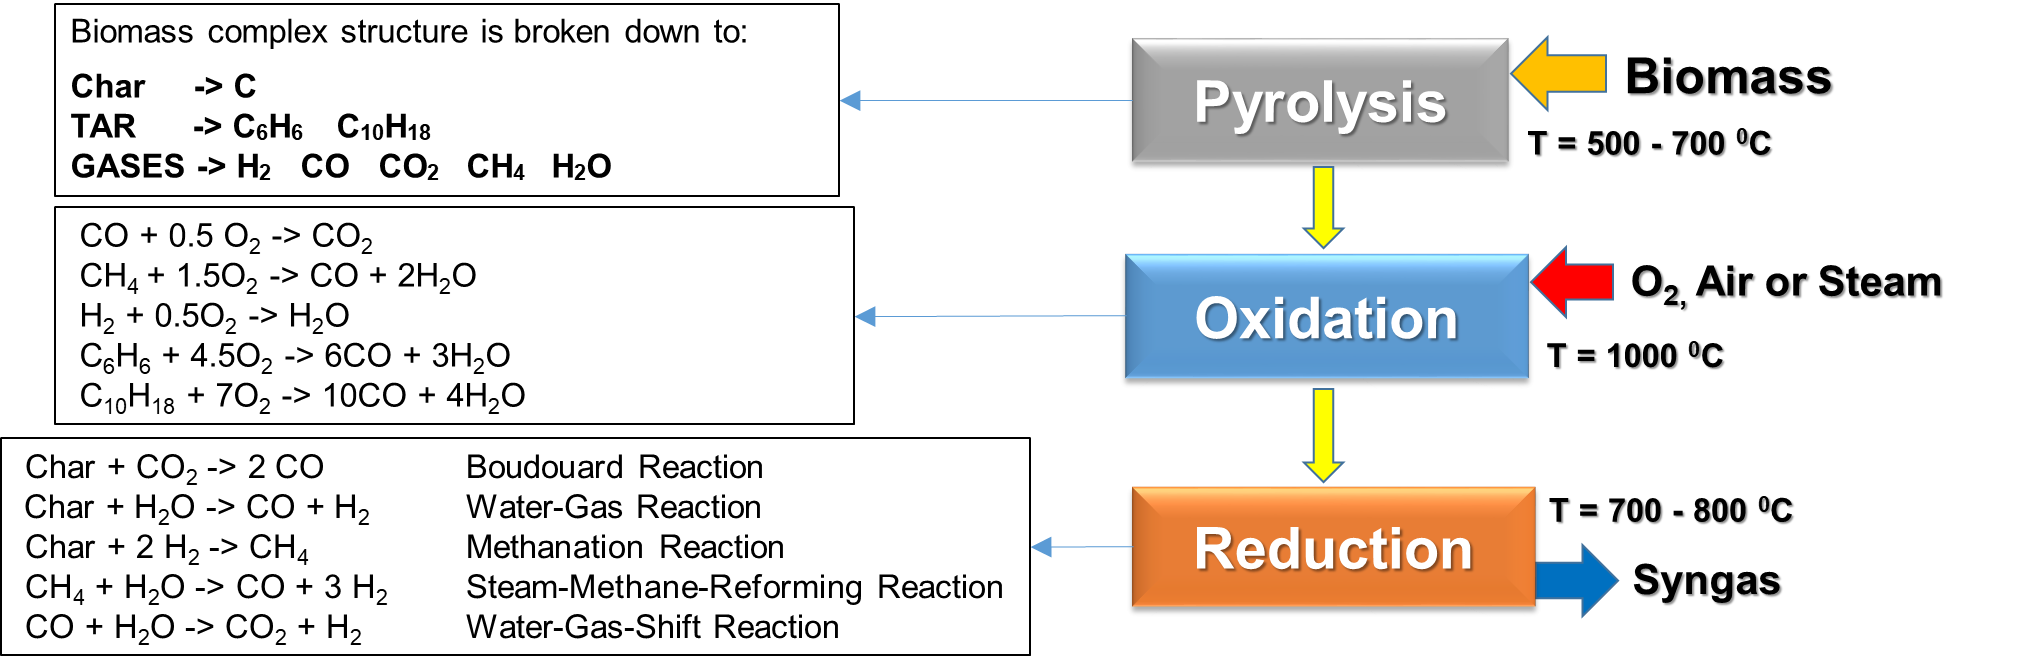 Biomass complex structure is broken down to:
Char -> C
TAR -> C₆H₆ C₁₀H₁₈
GASES -> H₂ CO CO₂ CH₄ H₂O
Pyrolysis
Biomass
T = 500 - 700 ⁰C
CO + 0.5 O₂ -> CO₂
CH₄ + 1.5O₂ -> CO + 2H₂O
H₂ + 0.5O₂ -> H₂O
C₆H₆ + 4.5O₂ -> 6CO + 3H₂O
C₁₀H₁₈ + 7O₂ -> 10CO + 4H₂O
Oxidation
O₂, Air or Steam
T = 1000 ⁰C
Char + CO₂ -> 2 CO Boudouard Reaction
Char + H₂O -> CO + H₂ Water-Gas Reaction
Char + 2 H₂ -> CH₄ Methanation Reaction
CH₄ + H₂O -> CO + 3 H₂ Steam-Methane-Reforming Reaction
CO + H₂O -> CO₂ + H₂ Water-Gas-Shift Reaction
Reduction
T = 700 - 800 ⁰C
Syngas